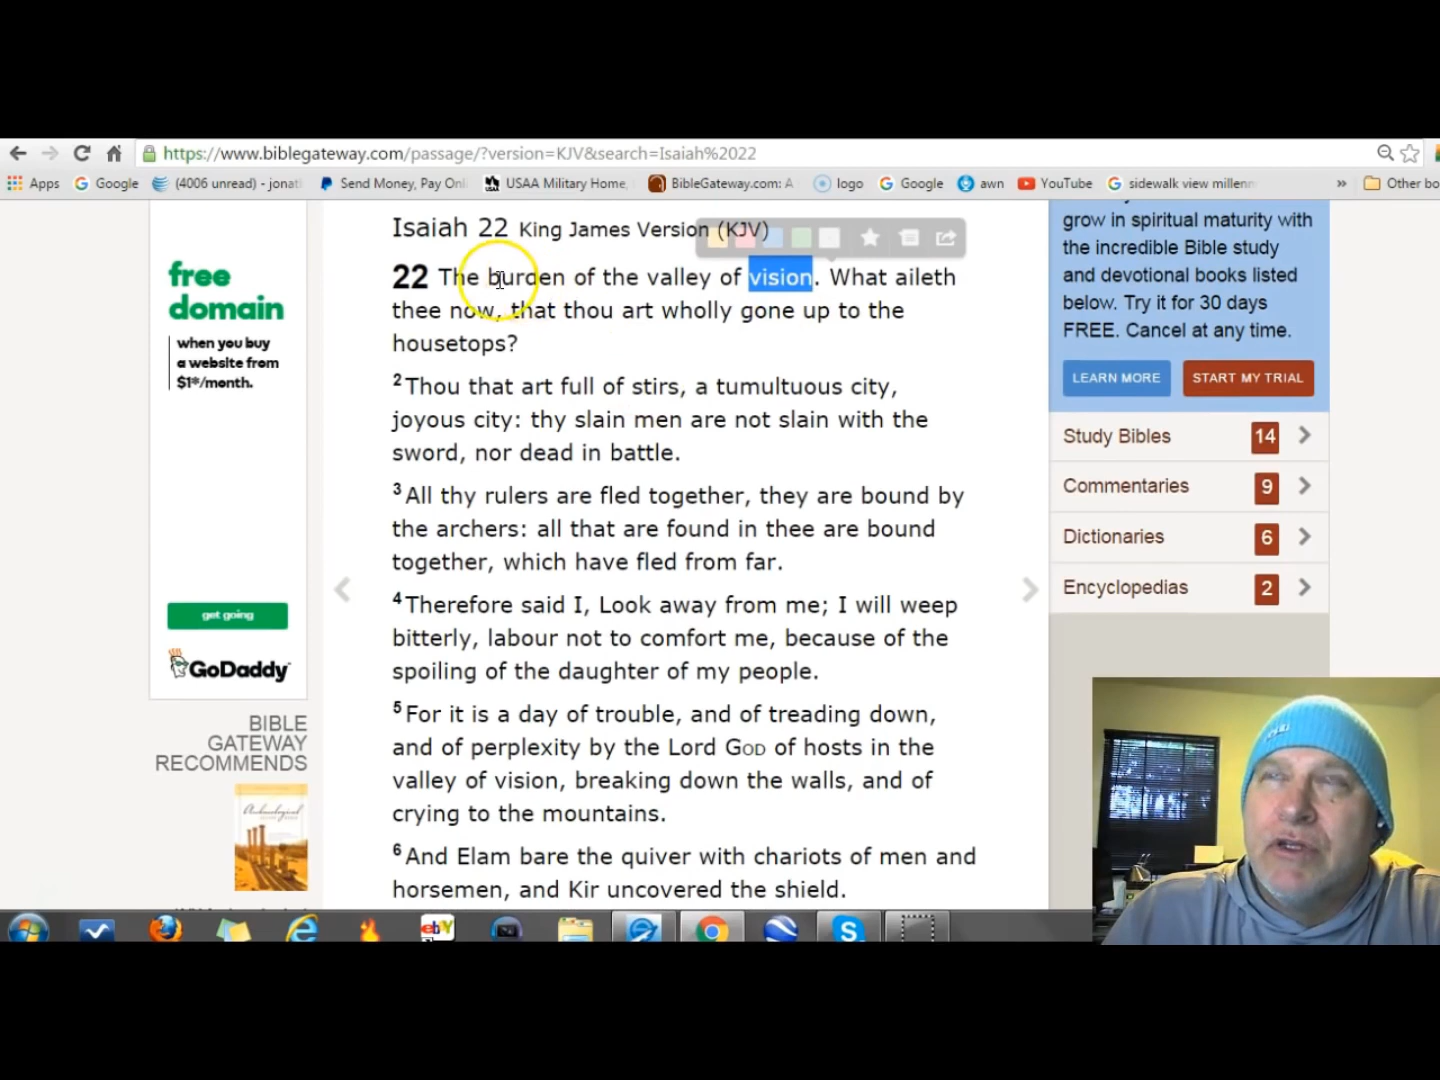 https://www.biblegateway.com/passage/?version=KJV&search=Isaiah%2022
Apps Google (4006 unread) - jonati Send Money, Pay Onli USAA Military Home, BibleGateway.com: A logo Google awn YouTube sidewalk view millenn » Other bo
free
domain
when you buy
a website from
$1*/month.
get going
GoDaddy
BIBLE
GATEWAY
RECOMMENDS
Isaiah 22 King James Version (KJV)
22 The burden of the valley of vision. What aileth
thee now, that thou art wholly gone up to the
housetops?
2 Thou that art full of stirs, a tumultuous city,
joyous city: thy slain men are not slain with the
sword, nor dead in battle.
3 All thy rulers are fled together, they are bound by
the archers: all that are found in thee are bound
together, which have fled from far.
4 Therefore said I, Look away from me; I will weep
bitterly, labour not to comfort me, because of the
spoiling of the daughter of my people.
5 For it is a day of trouble, and of treading down,
and of perplexity by the Lord GOD of hosts in the
valley of vision, breaking down the walls, and of
crying to the mountains.
6 And Elam bare the quiver with chariots of men and
horsemen, and Kir uncovered the shield.
grow in spiritual maturity with
the incredible Bible study
and devotional books listed
below. Try it for 30 days
FREE. Cancel at any time.
LEARN MORE START MY TRIAL
Study Bibles 14
Commentaries 9
Dictionaries 6
Encyclopedias 2
ebY